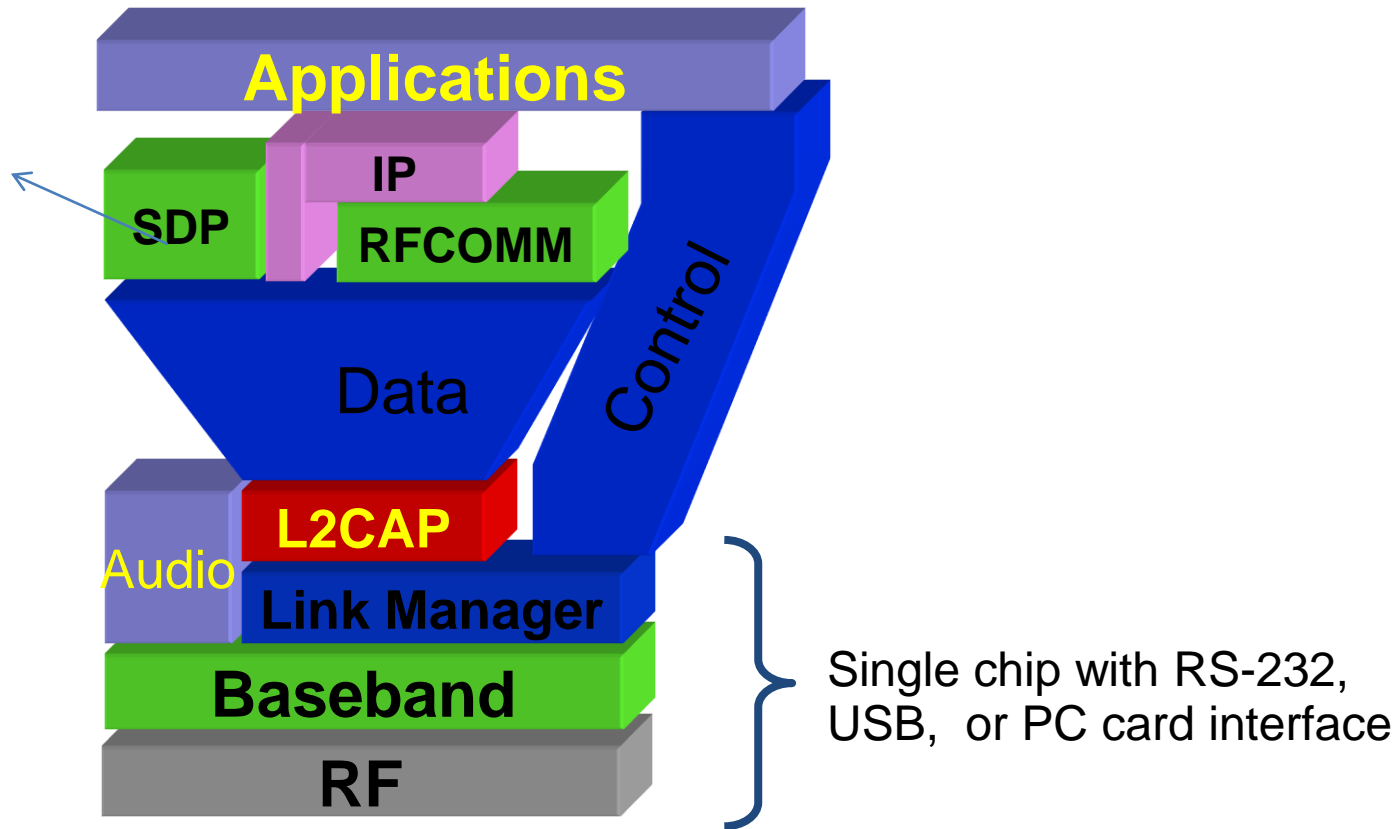 Applications
IP
SDP
RFCOMM
Control
Data
L2CAP
Audio
Link Manager
Baseband
RF
Single chip with RS-232,
USB,  or PC card interface